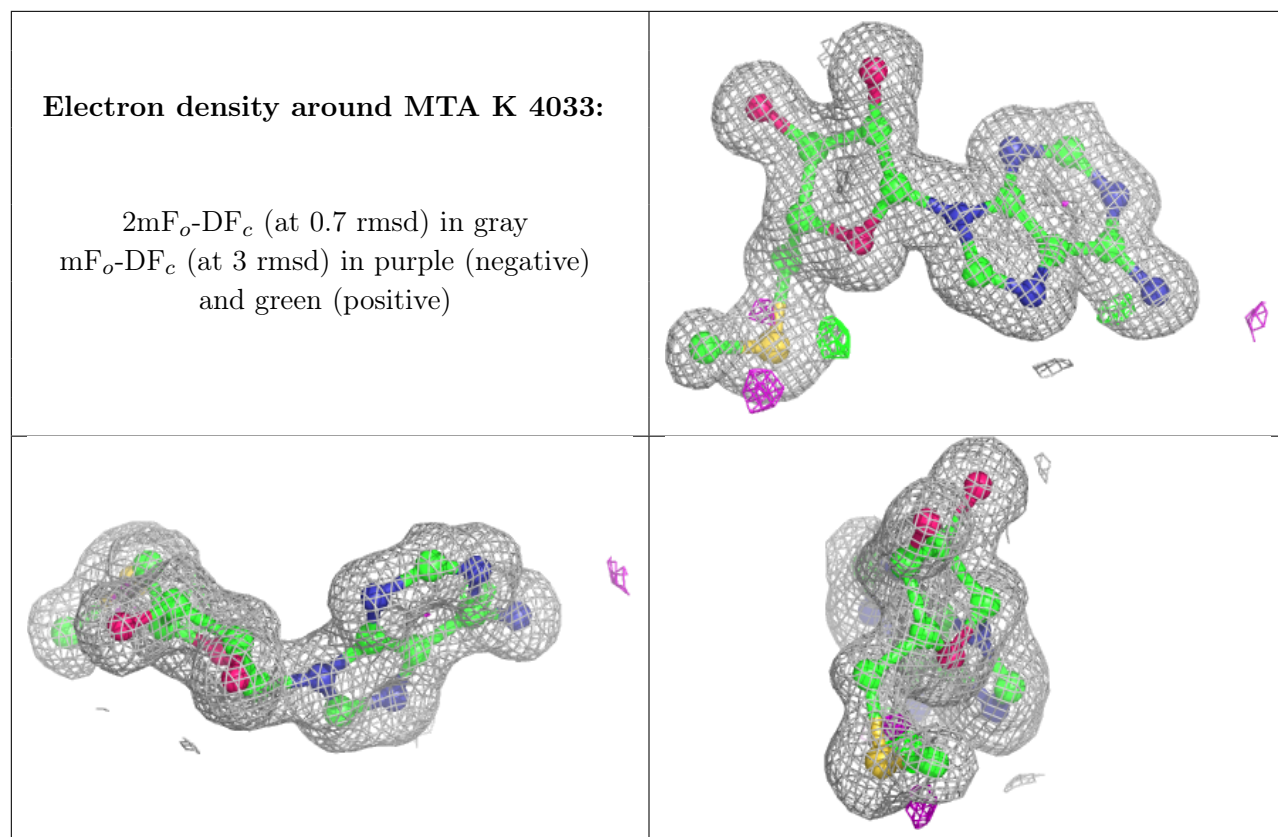 Electron density around MTA K 4033:
2mFₒ-DF𝒸 (at 0.7 rmsd) in gray
mFₒ-DF𝒸 (at 3 rmsd) in purple (negative)
and green (positive)